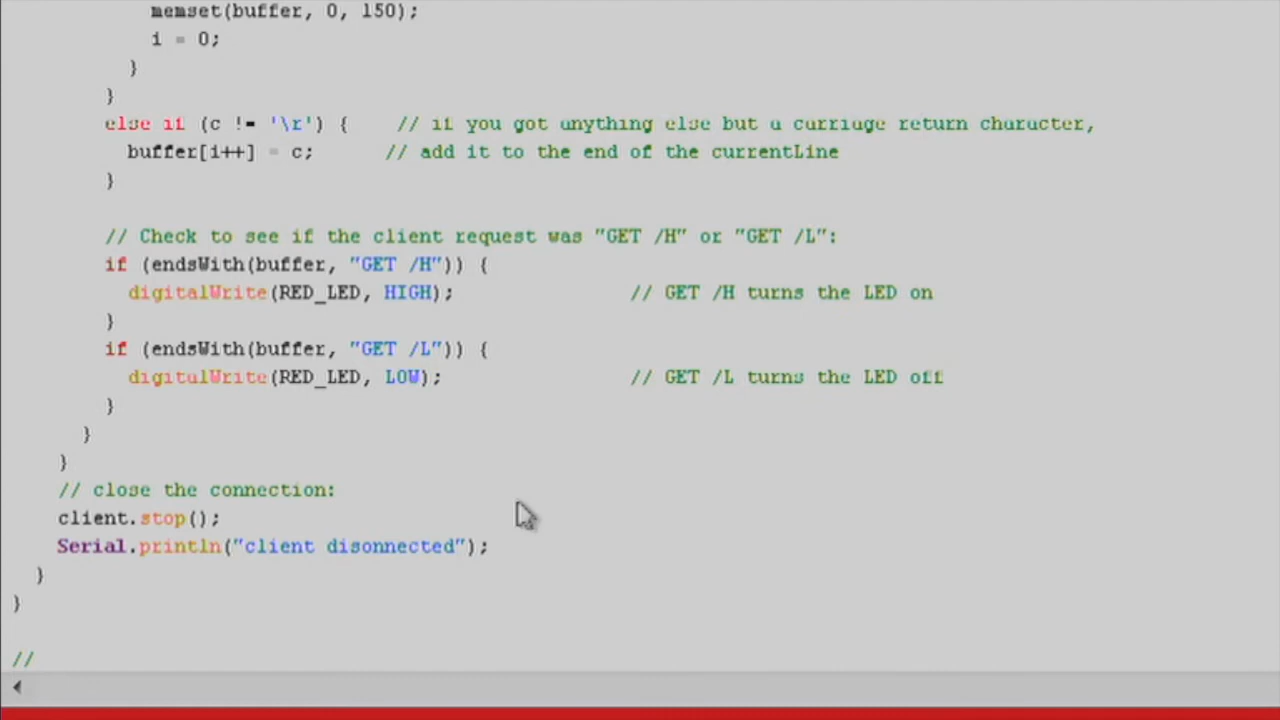 memset(buffer, 0, 150);
i = 0;
}
}
else if (c != '\r') {    // if you got anything else but a carriage return character,
buffer[i++] = c;      // add it to the end of the currentLine
}
// Check to see if the client request was "GET /H" or "GET /L":
if (endsWith(buffer, "GET /H")) {
digitalWrite(RED_LED, HIGH);               // GET /H turns the LED on
}
if (endsWith(buffer, "GET /L")) {
digitalWrite(RED_LED, LOW);                // GET /L turns the LED off
}
}
}
// close the connection:
client.stop();
Serial.println("client disonnected");
}
}
//